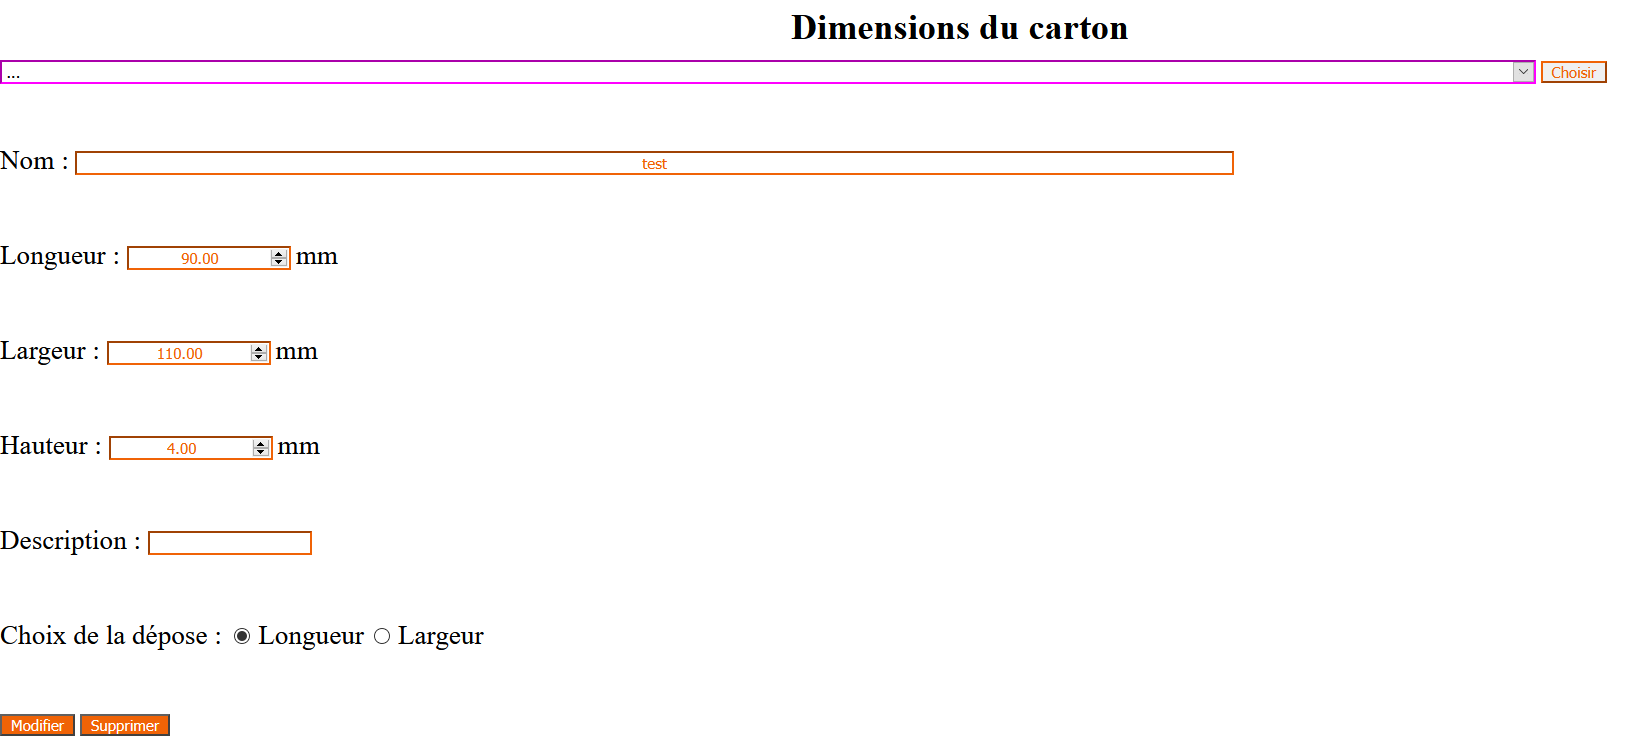 Dimensions du carton
... Choisir
Nom : test
Longueur : 90.00 mm
Largeur : 110.00 mm
Hauteur : 4.00 mm
Description :
Choix de la dépose : Longueur Largeur
Modifier Supprimer